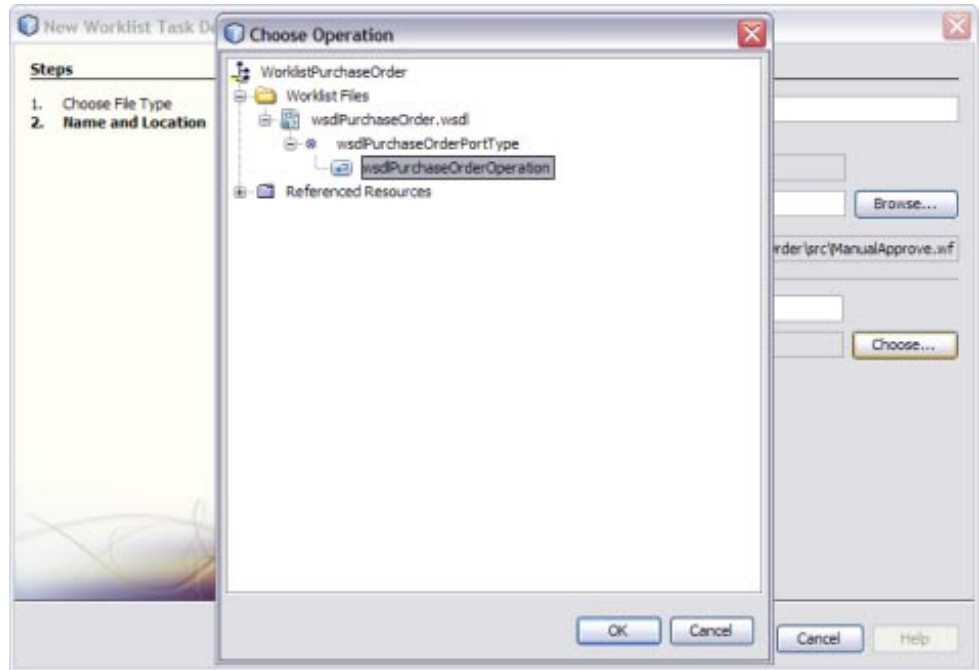 New Worklist Task De
Choose Operation
Steps
1. Choose File Type
2. Name and Location
WorklistPurchaseOrder
Worklist Files
wsdlPurchaseOrder.wsdl
wsdlPurchaseOrderPortType
wsdlPurchaseOrderOperation
Referenced Resources
Browse...
rder\src\ManualApprove.wf
Choose...
OK
Cancel
Cancel
Help